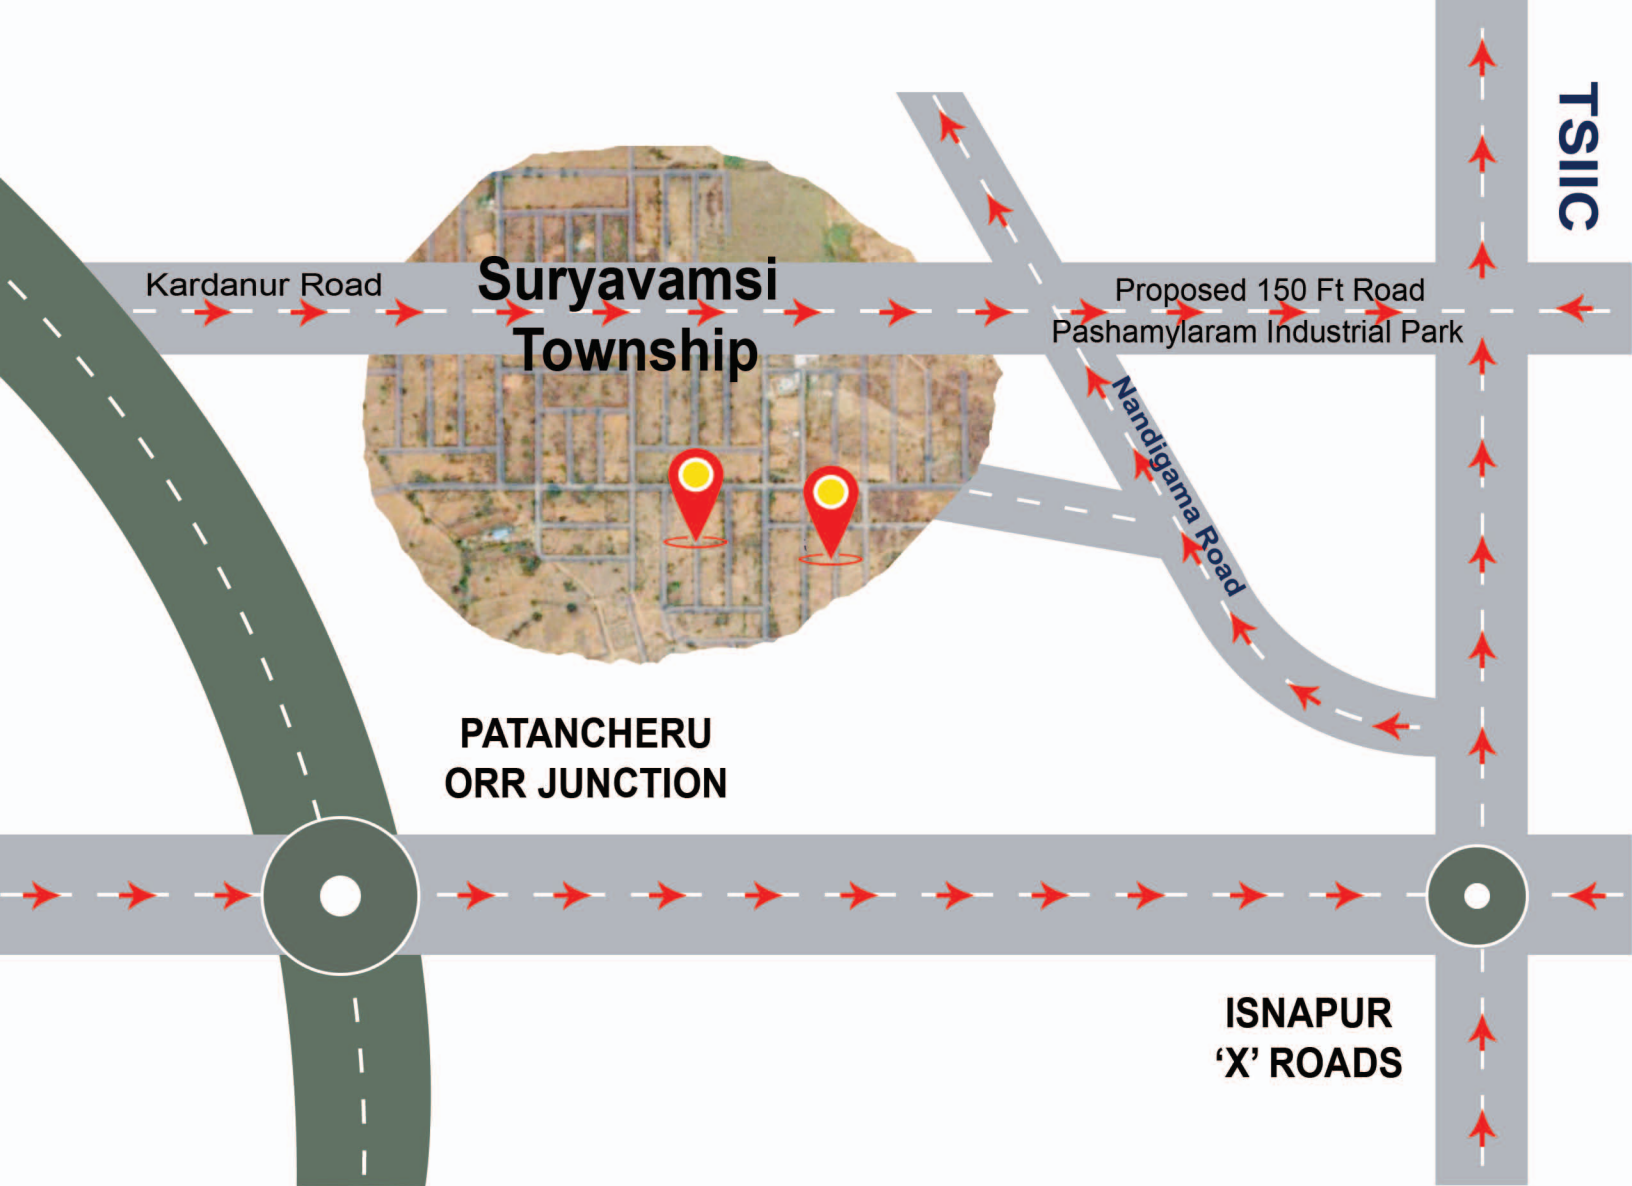 TSIIC
Kardanur Road
Suryavamsi
Township
Proposed 150 Ft Road
Pashamylaram Industrial Park
Nandigama Road
PATANCHERU
ORR JUNCTION
ISNAPUR
‘X’ ROADS